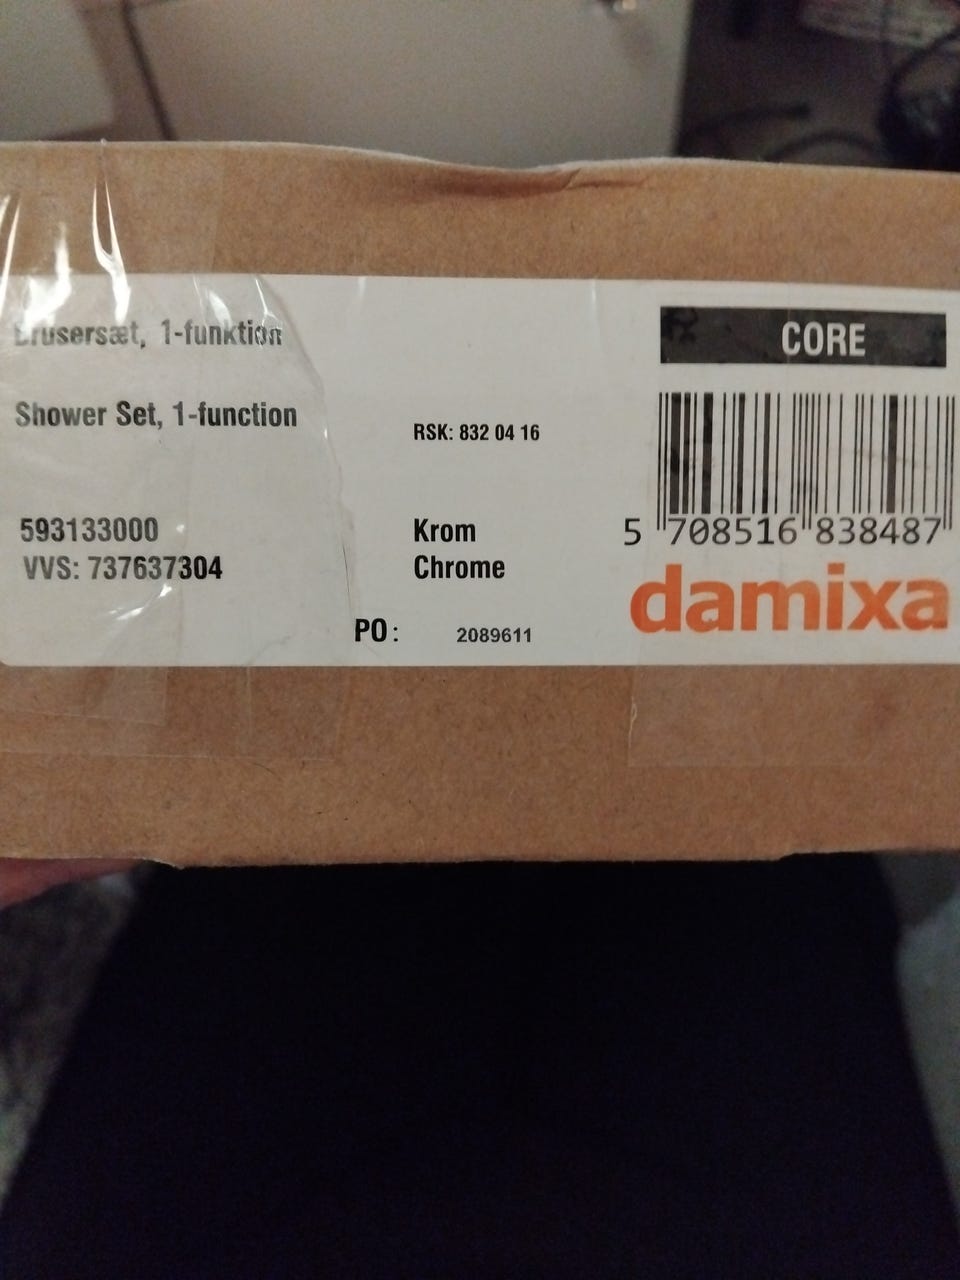 Brusersæt, 1-funktion
CORE
Shower Set, 1-function
RSK: 832 04 16
593133000
Krom
5 708516 838487
VVS: 737637304
Chrome
damixa
PO: 2089611